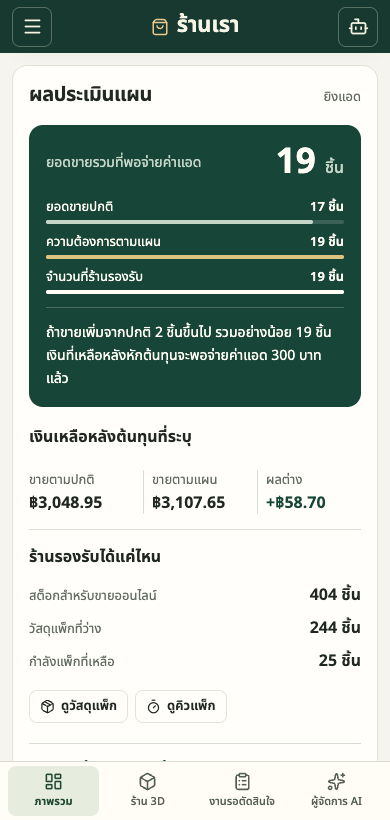 ร้านเรา
ผลประเมินแผน
ยิงแอด
ยอดขายรวมที่พอจ่ายค่าแอด
19 ชิ้น
ยอดขายปกติ
17 ชิ้น
ความต้องการตามแผน
19 ชิ้น
จำนวนที่ร้านรองรับ
19 ชิ้น
ถ้าขายเพิ่มจากปกติ 2 ชิ้นขึ้นไป รวมอย่างน้อย 19 ชิ้น
เงินที่เหลือหลังหักต้นทุนจะพอจ่ายค่าแอด 300 บาท
แล้ว
เงินเหลือหลังต้นทุนที่ระบุ
ขายตามปกติ
฿3,048.95
ขายตามแผน
฿3,107.65
ผลต่าง
+฿58.70
ร้านรองรับได้แค่ไหน
สต็อกสำหรับขายออนไลน์
404 ชิ้น
วัสดุแพ็กที่ว่าง
244 ชิ้น
กำลังแพ็กที่เหลือ
25 ชิ้น
ดูวัสดุแพ็ก
ดูคิวแพ็ก
ภาพรวม
ร้าน 3D
งานรอตัดสินใจ
ผู้จัดการ AI